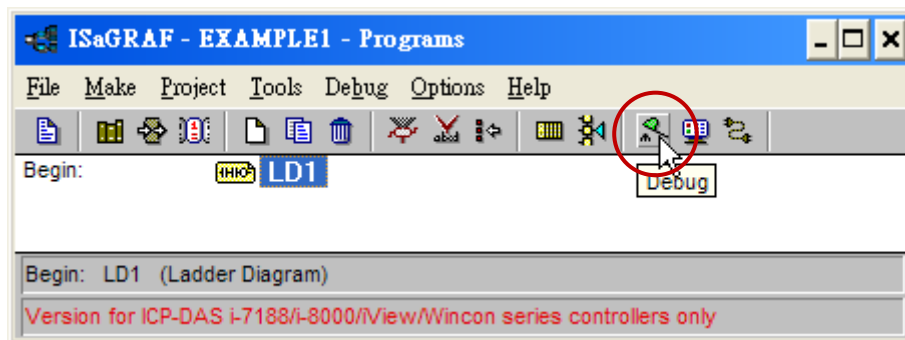 ISaGRAF - EXAMPLE1 - Programs
File Make Project Tools Debug Options Help
Begin: LD1
Debug
Begin: LD1 (Ladder Diagram)
Version for ICP-DAS i-7188/i-8000/iView/Wincon series controllers only